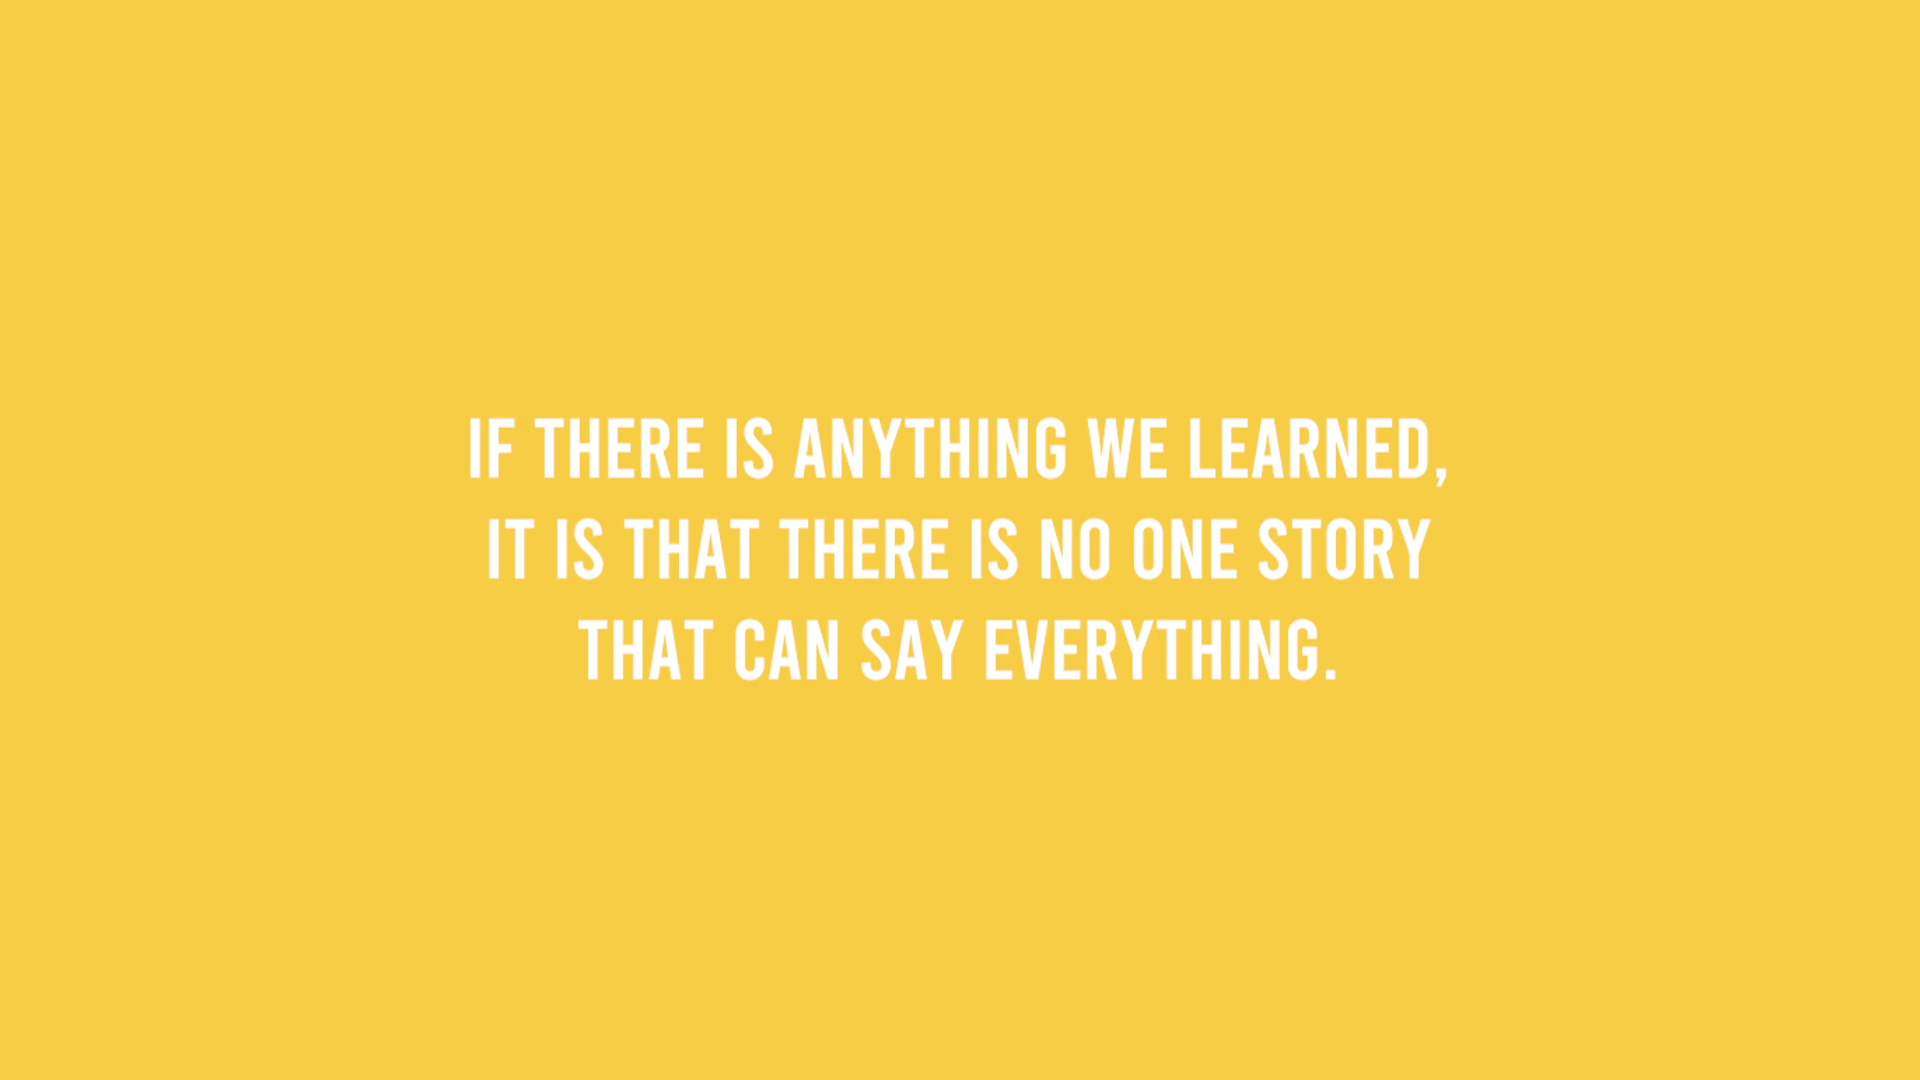 IF THERE IS ANYTHING WE LEARNED,
IT IS THAT THERE IS NO ONE STORY
THAT CAN SAY EVERYTHING.